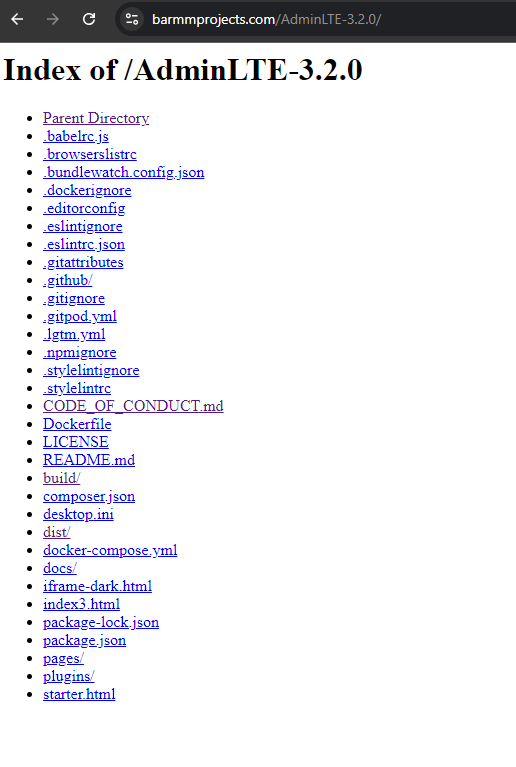 barmmprojects.com/AdminLTE-3.2.0/
Index of /AdminLTE-3.2.0
Parent Directory
.babelrc.js
.browserslistrc
.bundlewatch.config.json
.dockerignore
.editorconfig
.eslintignore
.eslintrc.json
.gitattributes
.github/
.gitignore
.gitpod.yml
.lgtm.yml
.npmignore
.stylelintignore
.stylelintrc
CODE_OF_CONDUCT.md
Dockerfile
LICENSE
README.md
build/
composer.json
desktop.ini
dist/
docker-compose.yml
docs/
iframe-dark.html
index3.html
package-lock.json
package.json
pages/
plugins/
starter.html